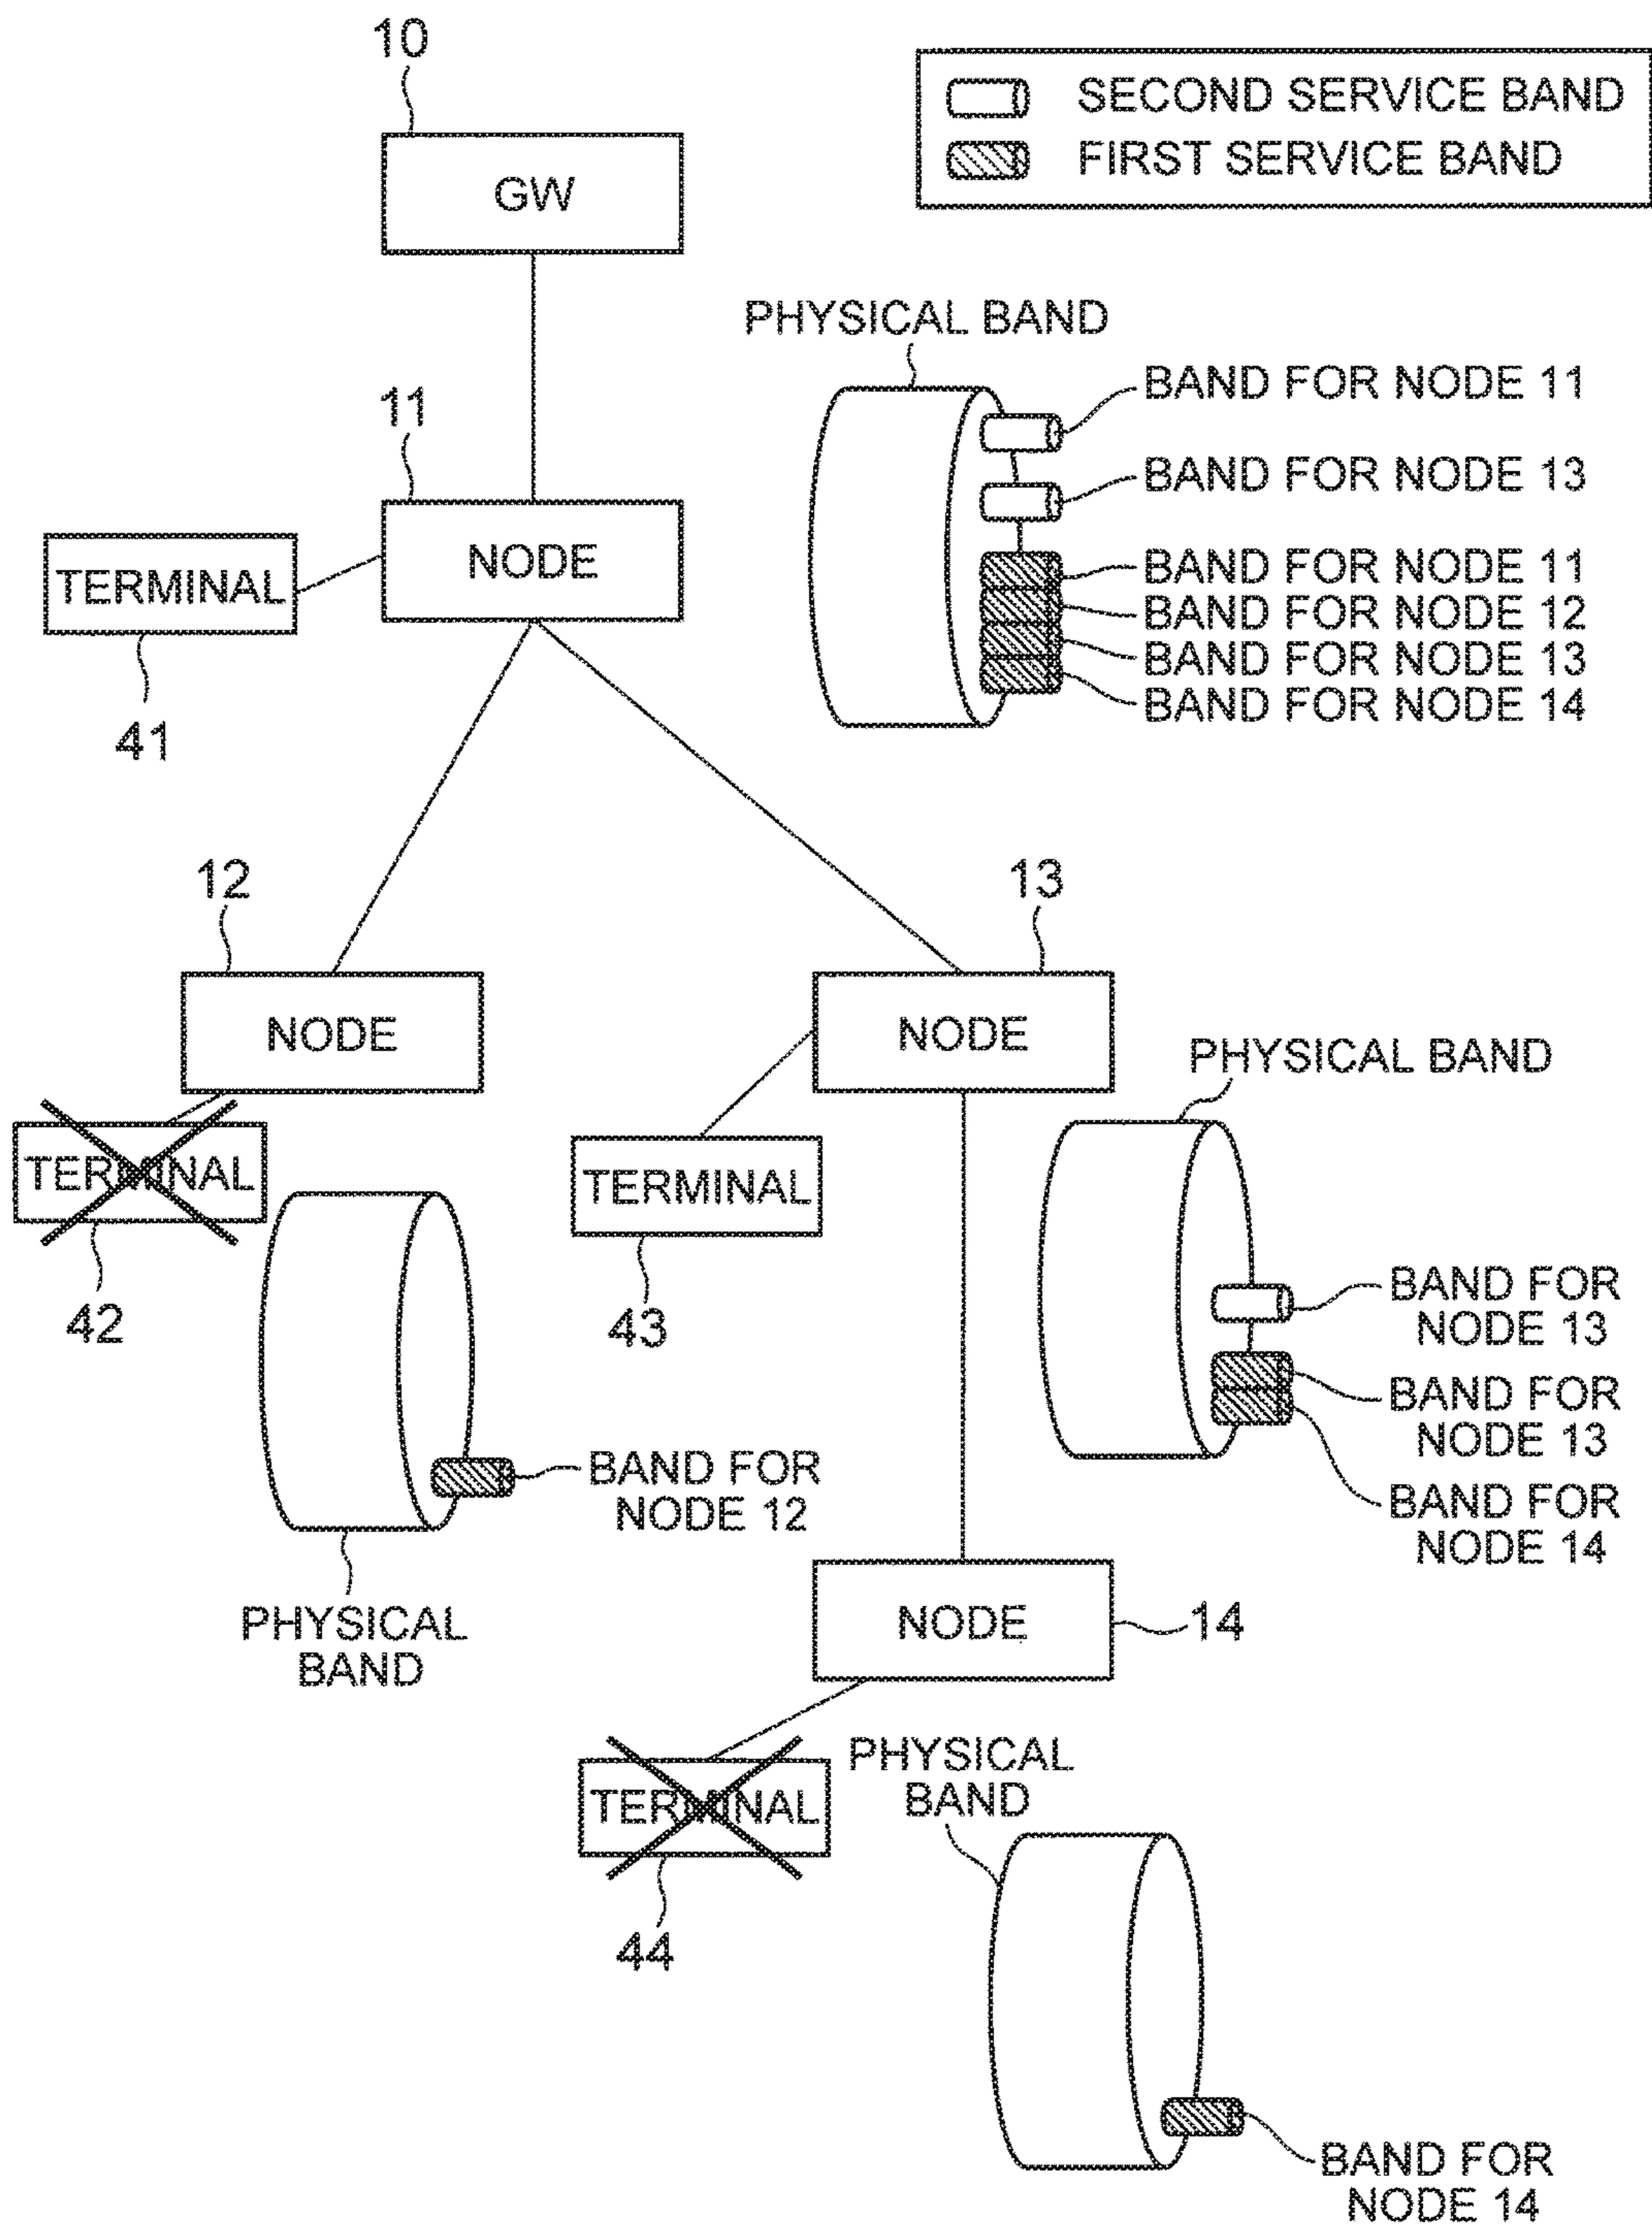 10
SECOND SERVICE BAND
FIRST SERVICE BAND
GW
PHYSICAL BAND
11
BAND FOR NODE 11
BAND FOR NODE 13
NODE
TERMINAL
BAND FOR NODE 11
BAND FOR NODE 12
BAND FOR NODE 13
BAND FOR NODE 14
41
12
13
NODE
NODE
PHYSICAL BAND
TERMINAL
TERMINAL
42
43
BAND FOR
NODE 13
BAND FOR
NODE 13
BAND FOR
NODE 12
BAND FOR
NODE 14
PHYSICAL
BAND
NODE
14
PHYSICAL
BAND
TERMINAL
44
BAND FOR
NODE 14